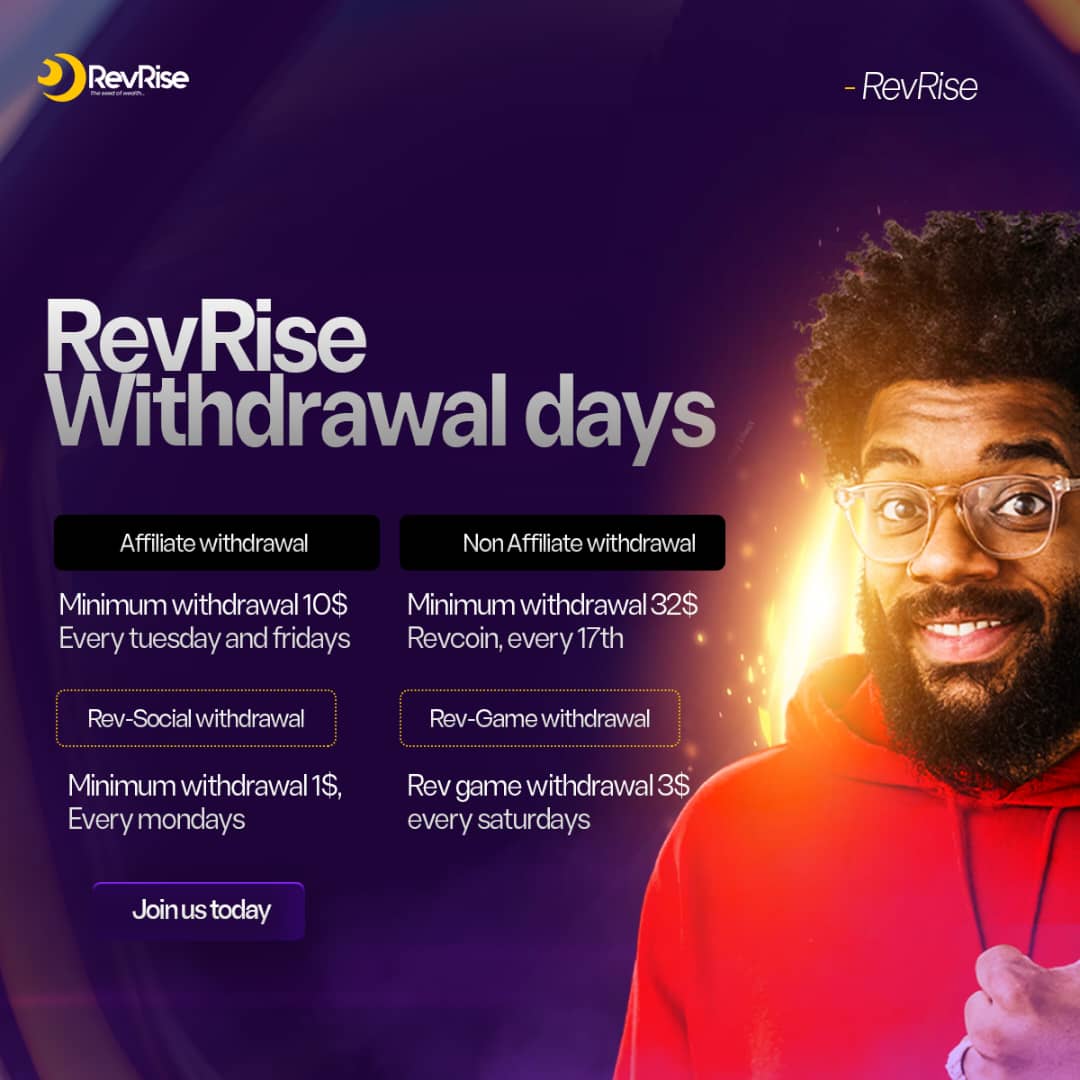 RevRise
The seed of wealth...
- RevRise
RevRise
Withdrawal days
Affiliate withdrawal
Non Affiliate withdrawal
Minimum withdrawal 10$
Every tuesday and fridays
Minimum withdrawal 32$
Revcoin, every 17th
Rev-Social withdrawal
Rev-Game withdrawal
Minimum withdrawal 1$,
Every mondays
Rev game withdrawal 3$
every saturdays
Join us today